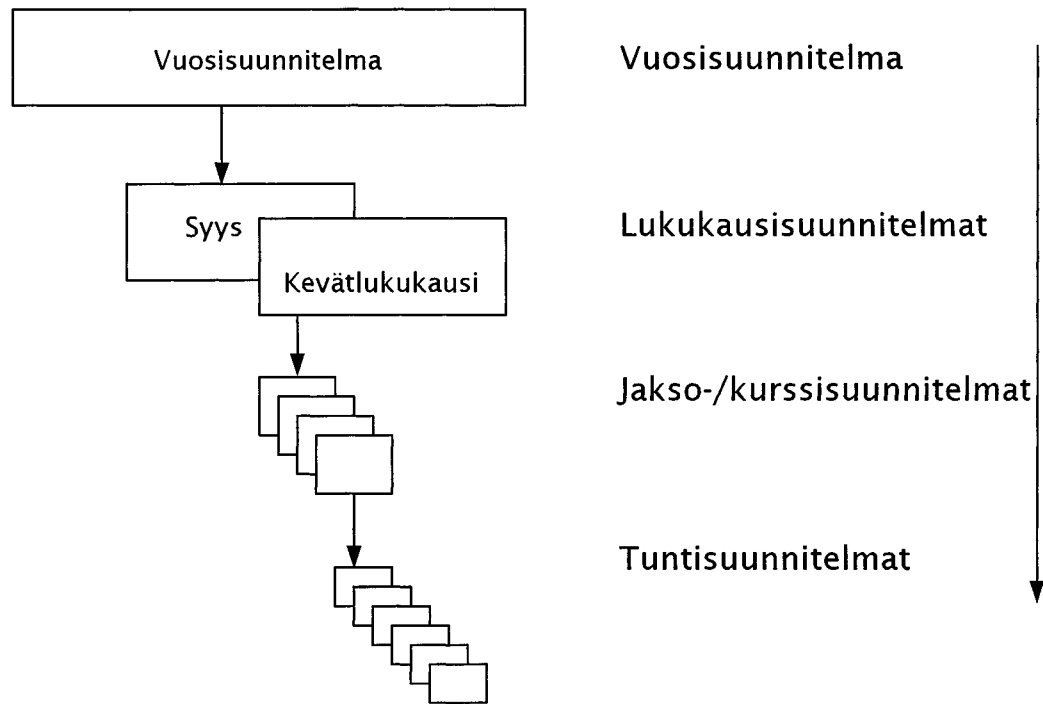 Vuosisuunnitelma
Vuosisuunnitelma
Syys
Kevätlukukausi
Lukukausisuunnitelmat
Jakso-/kurssisuunnitelmat
Tuntisuunnitelmat